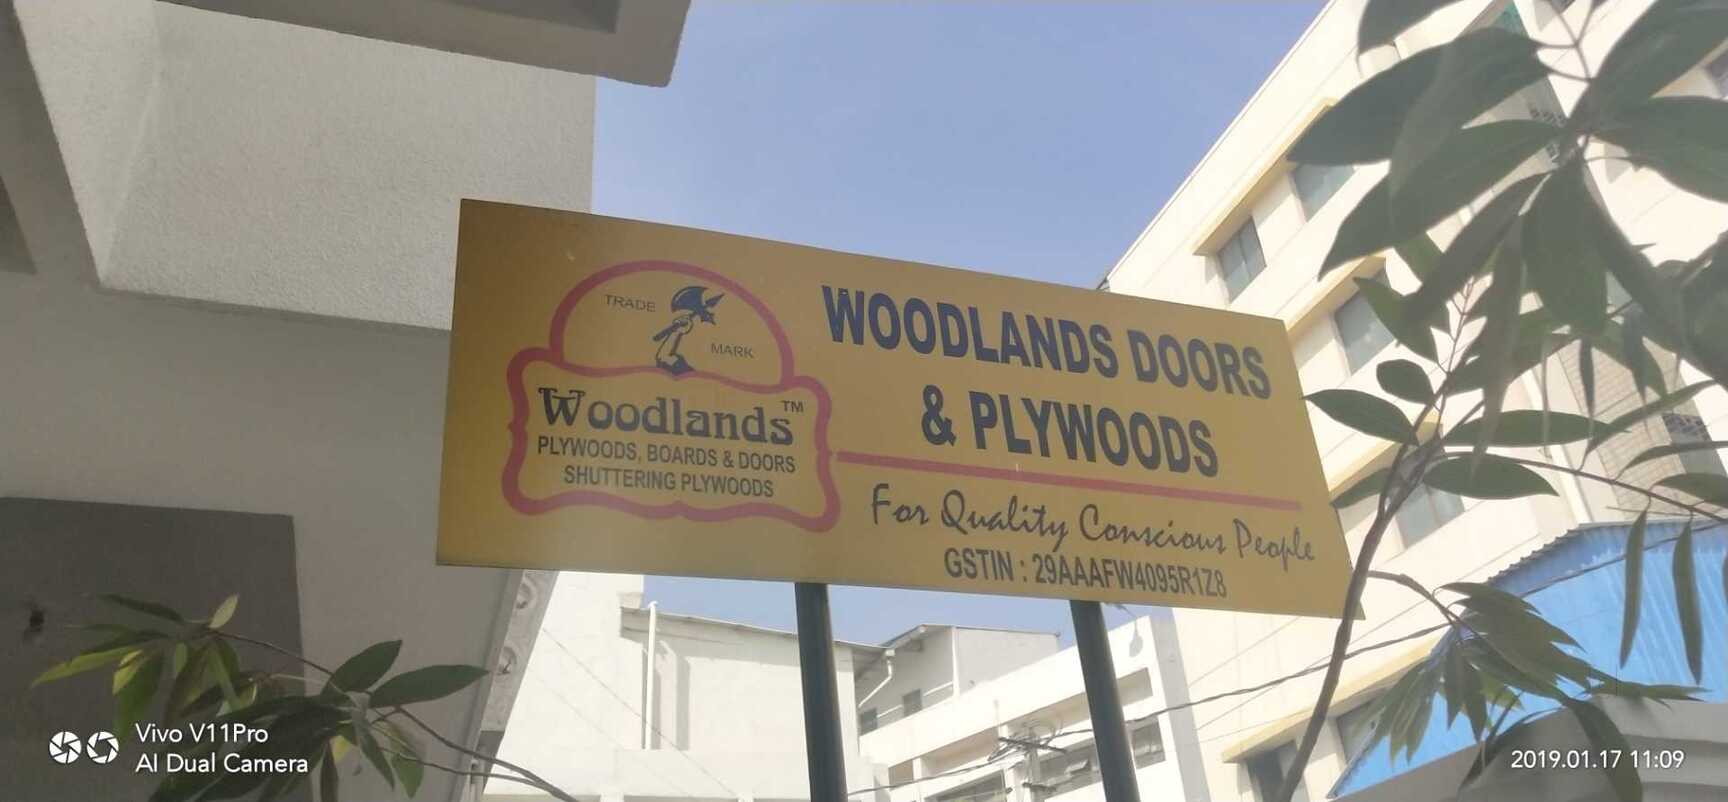 TRADE
MARK
Woodlands™
PLYWOODS, BOARDS & DOORS
SHUTTERING PLYWOODS
WOODLANDS DOORS
& PLYWOODS
For Quality Conscious People
GSTIN : 29AAAFW4095R1Z8
Vivo V11Pro
AI Dual Camera
2019.01.17 11:09